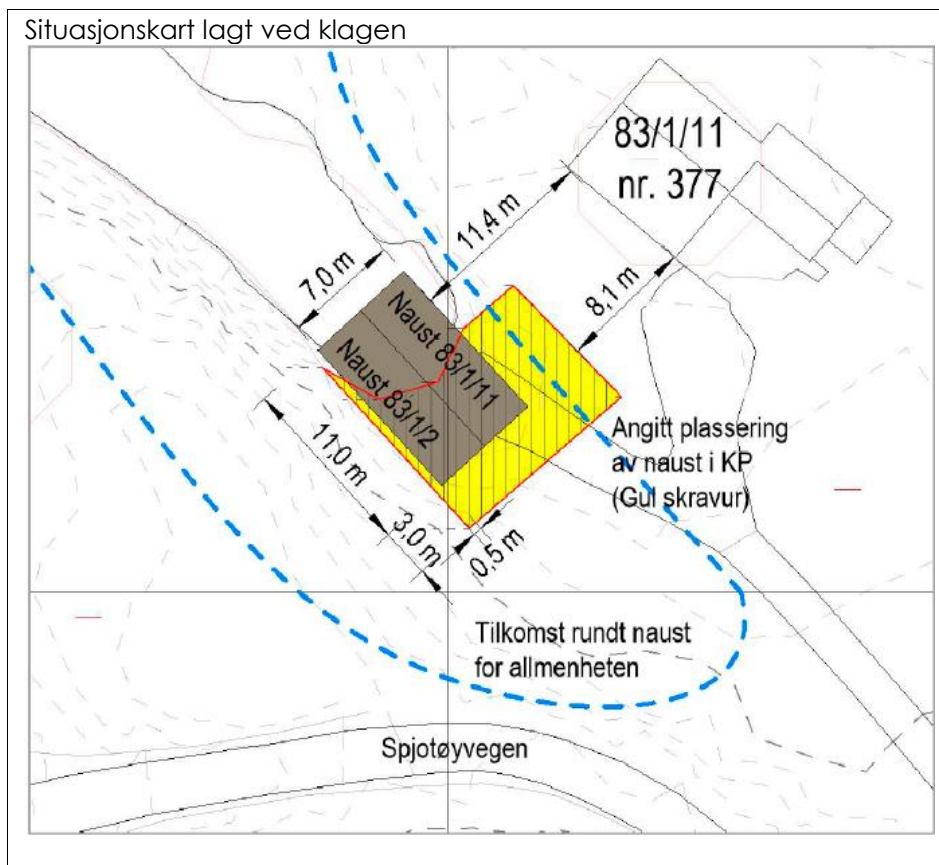 Situasjonskart lagt ved klagen
83/1/11
nr. 377
11,4 m
7,0 m
8,1 m
Naust 83/1/11
Naust 83/1/2
11,0 m
3,0 m
0,5 m
Angitt plassering
av naust i KP
(Gul skravur)
Tilkomst rundt naust
for allmenheten
Spjotøyvegen